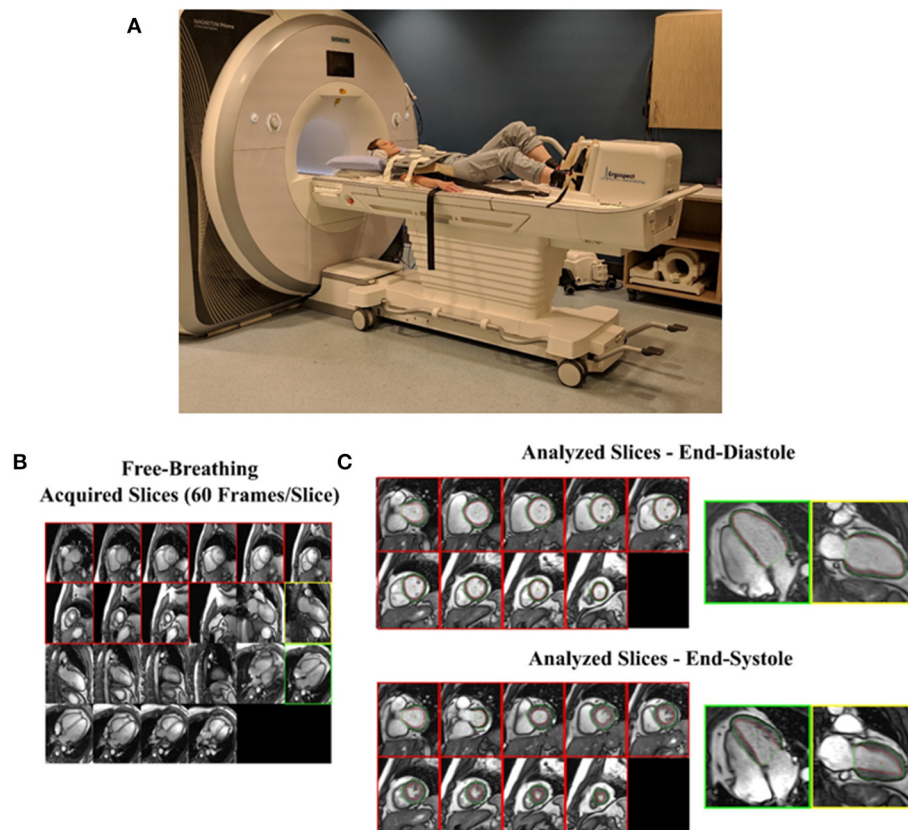 A
MAGNETOM Prisma
SIEMENS
Ergospect
B
Free-Breathing
Acquired Slices (60 Frames/Slice)
C
Analyzed Slices - End-Diastole
Analyzed Slices - End-Systole